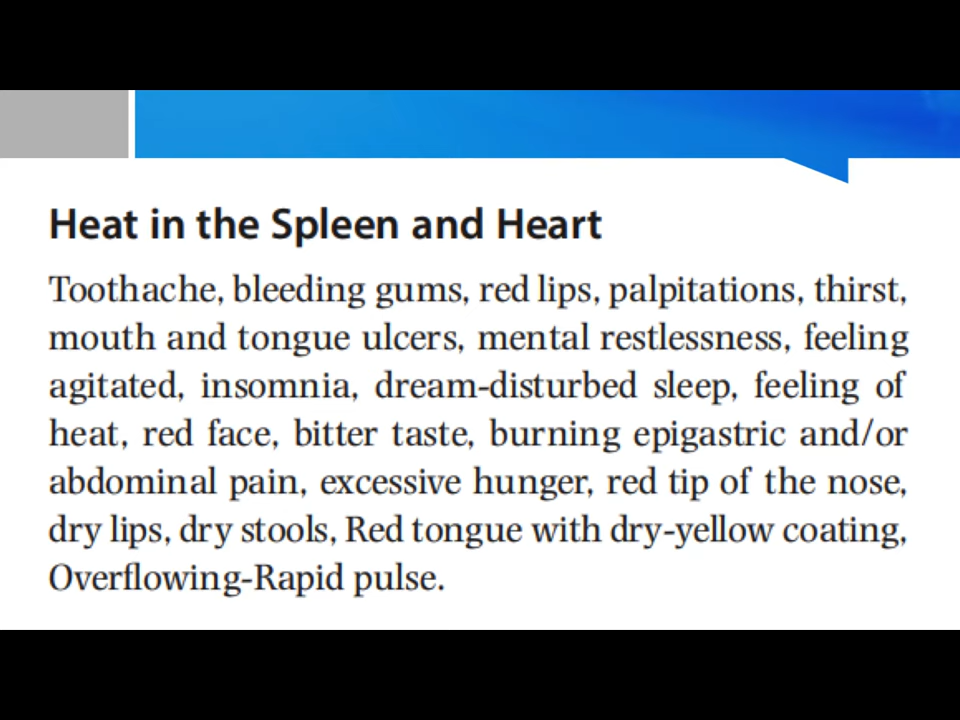 Heat in the Spleen and Heart
Toothache, bleeding gums, red lips, palpitations, thirst,
mouth and tongue ulcers, mental restlessness, feeling
agitated, insomnia, dream-disturbed sleep, feeling of
heat, red face, bitter taste, burning epigastric and/or
abdominal pain, excessive hunger, red tip of the nose,
dry lips, dry stools, Red tongue with dry-yellow coating,
Overflowing-Rapid pulse.